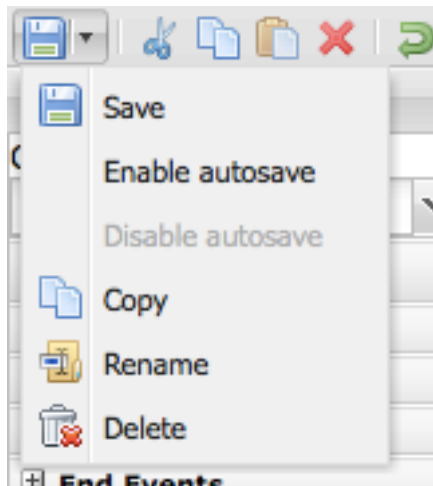 Save
Enable autosave
Disable autosave
Copy
Rename
Delete
End Events